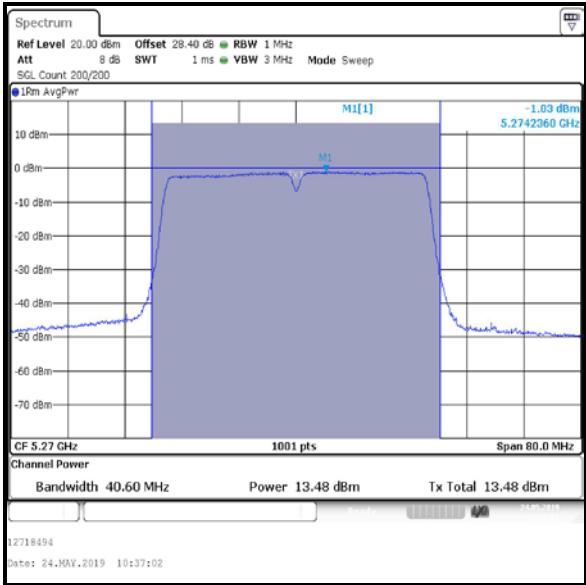 Spectrum
Ref Level 20.00 dBm Offset 28.40 dB RBW 1 MHz
Att 8 dB SWT 1 ms VBW 3 MHz Mode Sweep
SGL Count 200/200
1Rm AvgPwr
M1[1] -1.03 dBm
5.2742360 GHz
10 dBm
M1
0 dBm
-10 dBm
-20 dBm
-30 dBm
-40 dBm
-50 dBm
-60 dBm
-70 dBm
CF 5.27 GHz 1001 pts Span 80.0 MHz
Channel Power
Bandwidth 40.60 MHz Power 13.48 dBm Tx Total 13.48 dBm
Ready 24.05.2019
12718494
Date: 24.MAY.2019 10:37:02